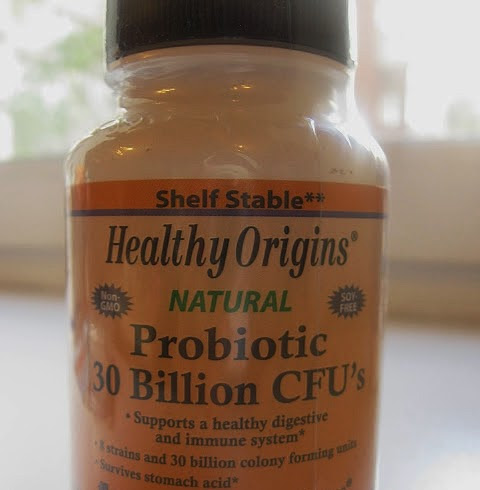 Shelf Stable**
Healthy Origins®
Non-
GMO
NATURAL
SOY-
FREE
Probiotic
30 Billion CFU's
• Supports a healthy digestive
and immune system*
• 8 strains and 30 billion colony forming units
• Survives stomach acid*